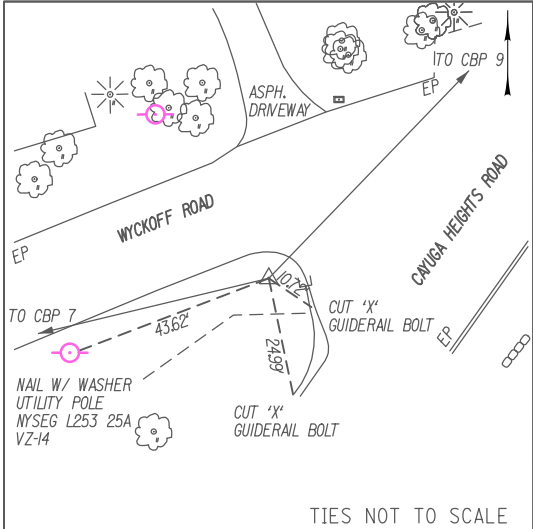 TO CBP 9
ASPH.
DRIVEWAY
EP
WYCKOFF ROAD
CAYUGA HEIGHTS ROAD
EP
10.72'
TO CBP 7
43.62'
CUT 'X'
GUIDERAIL BOLT
24.99'
EP
NAIL W/ WASHER
UTILITY POLE
NYSEG L253 25A
VZ-14
CUT 'X'
GUIDERAIL BOLT
TIES NOT TO SCALE